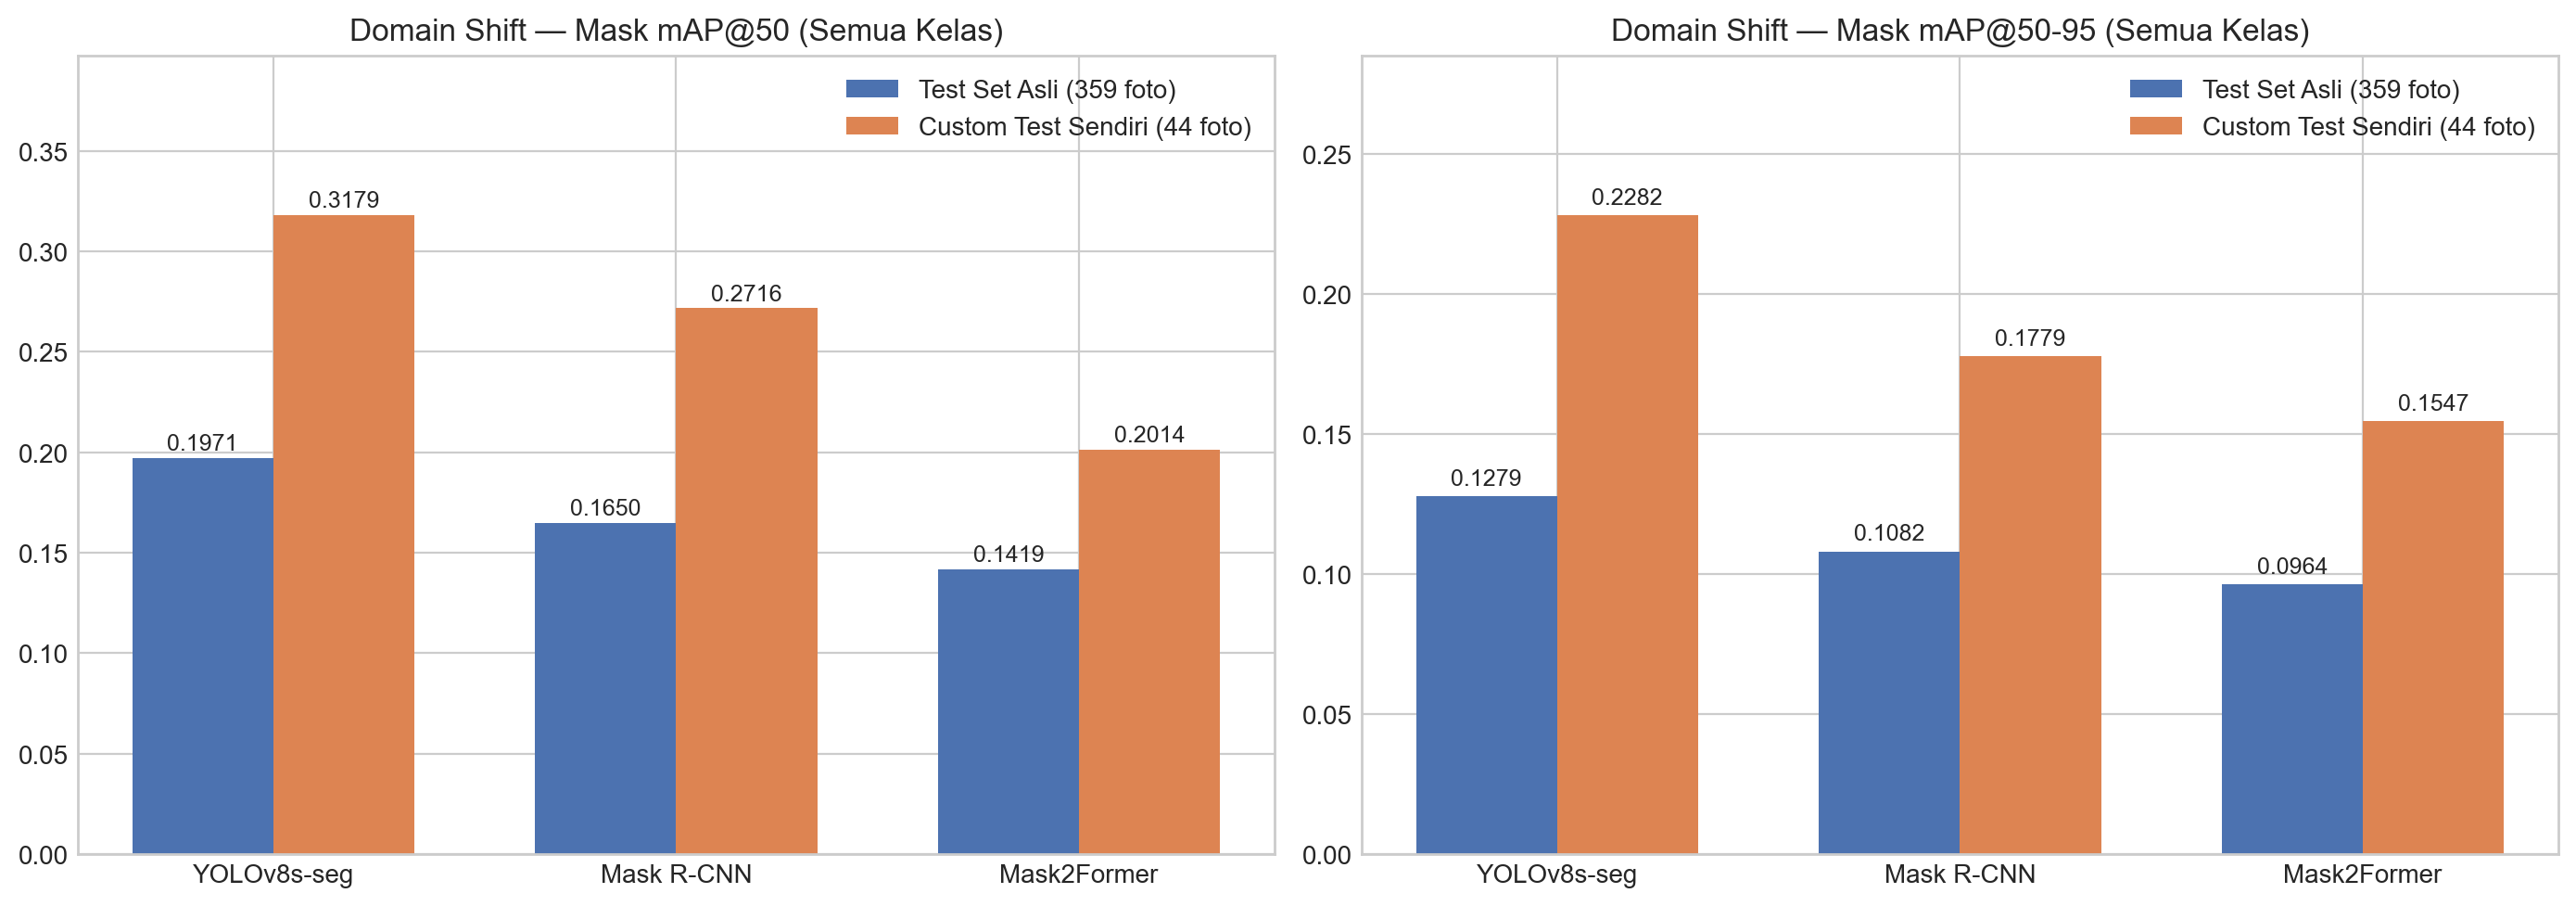 Domain Shift — Mask mAP@50 (Semua Kelas)
Test Set Asli (359 foto)
Custom Test Sendiri (44 foto)
0.35
0.30
0.25
0.20
0.15
0.10
0.05
0.00
0.1971
0.3179
0.1650
0.2716
0.1419
0.2014
YOLOv8s-seg
Mask R-CNN
Mask2Former
Domain Shift — Mask mAP@50-95 (Semua Kelas)
Test Set Asli (359 foto)
Custom Test Sendiri (44 foto)
0.25
0.20
0.15
0.10
0.05
0.00
0.1279
0.2282
0.1082
0.1779
0.0964
0.1547
YOLOv8s-seg
Mask R-CNN
Mask2Former